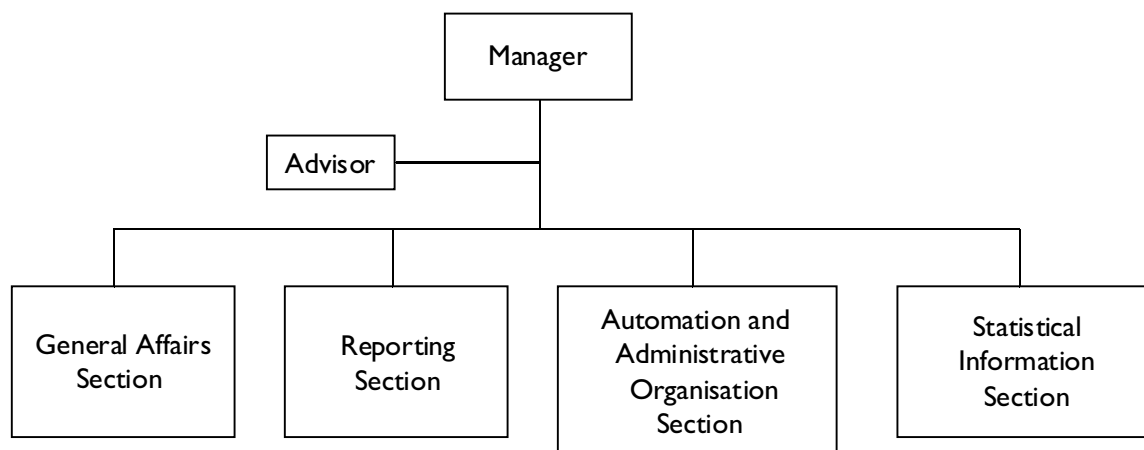 Manager
Advisor
General Affairs
Section
Reporting
Section
Automation and
Administrative
Organisation
Section
Statistical
Information
Section